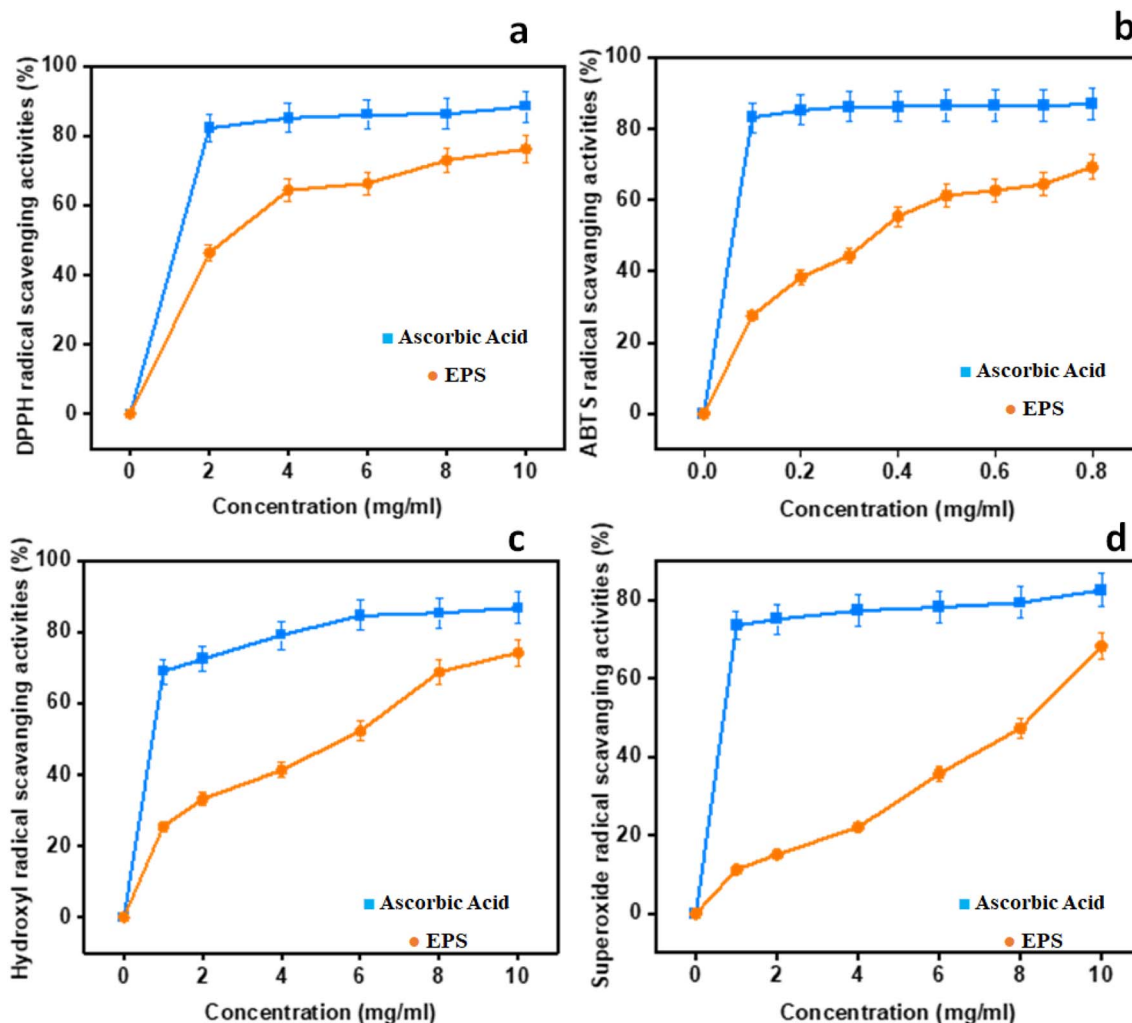 a
DPPH radical scavenging activities (%)
100
80
60
40
20
0
Ascorbic Acid
EPS
0 2 4 6 8 10
Concentration (mg/ml)
b
ABTS radical scavanging activities (%)
100
80
60
40
20
0
Ascorbic Acid
EPS
0.0 0.2 0.4 0.6 0.8
Concentration (mg/ml)
c
Hydroxyl radical scavanging activities (%)
100
80
60
40
20
0
Ascorbic Acid
EPS
0 2 4 6 8 10
Concentration (mg/ml)
d
Superoxide radical scavanging activities (%)
80
60
40
20
0
Ascorbic Acid
EPS
0 2 4 6 8 10
Concentration (mg/ml)